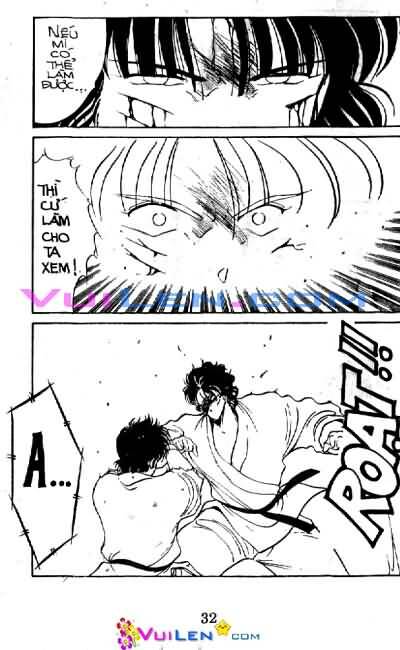 NẾU
MI
CÓ
THỂ
LÀM
ĐƯỢC...
THÌ
CỨ
LÀM
CHO
TA
XEM!
VUILEN.COM
ROẠT!!
A...
32
VUILEN
.COM